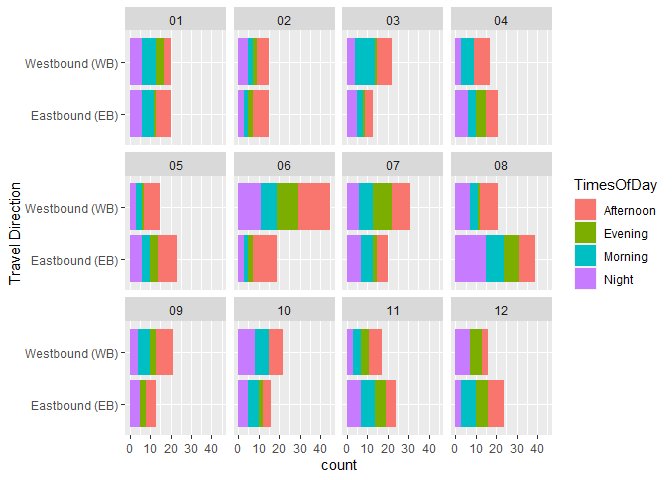 01 02 03 04
Westbound (WB)
Eastbound (EB)
05 06 07 08
Westbound (WB)
Eastbound (EB)
09 10 11 12
Westbound (WB)
Eastbound (EB)
0 10 20 30 40 0 10 20 30 40 0 10 20 30 40 0 10 20 30 40
count
Travel Direction
TimesOfDay
Afternoon
Evening
Morning
Night